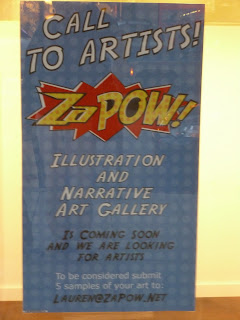 CALL
TO ARTISTS!
ZaPOW!!
ILLUSTRATION
AND
NARRATIVE
ART GALLERY
IS COMING SOON
AND WE ARE LOOKING
FOR ARTISTS
To be considered submit
5 samples of your art to:
LAUREN@ZAPOW.NET